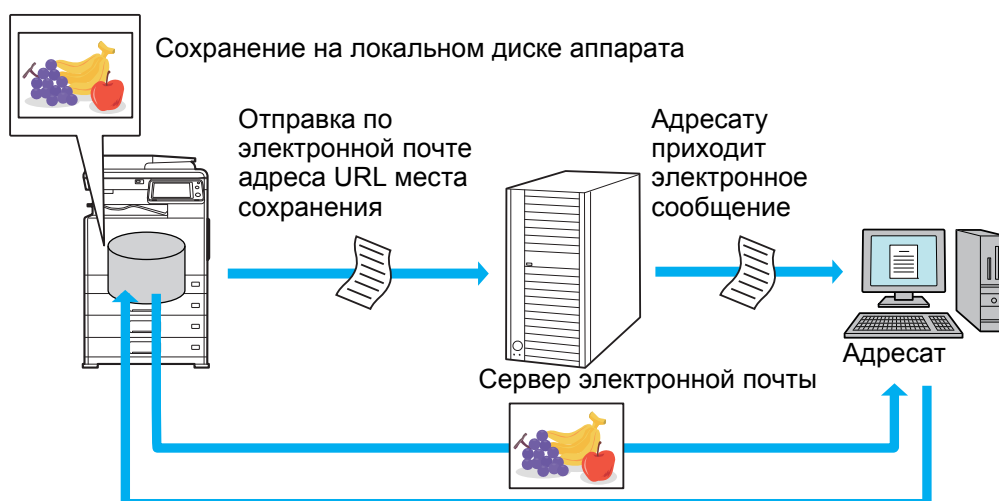 Сохранение на локальном диске аппарата
Отправка по
электронной почте
адреса URL места
сохранения
Адресату
приходит
электронное
сообщение
Адресат
Сервер электронной почты